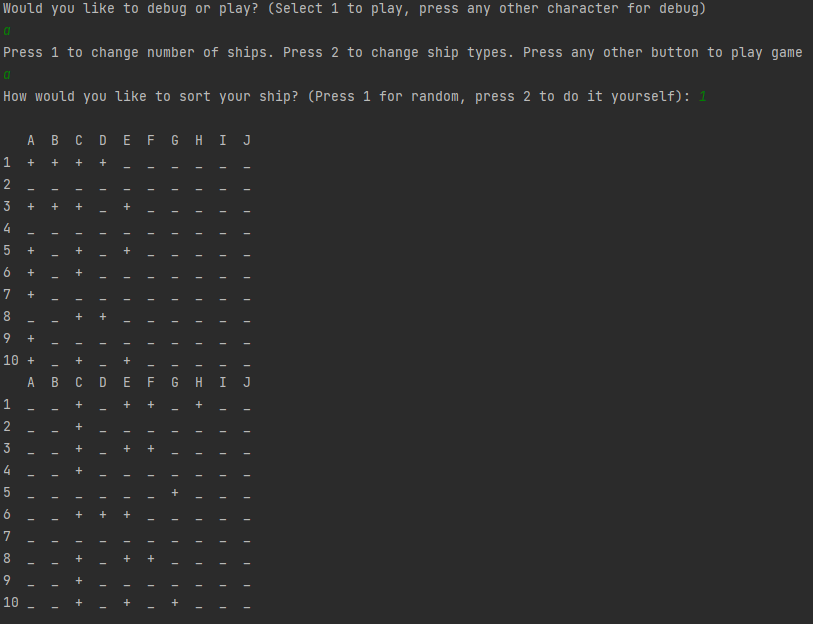 Would you like to debug or play? (Select 1 to play, press any other character for debug)
a
Press 1 to change number of ships. Press 2 to change ship types. Press any other button to play game
a
How would you like to sort your ship? (Press 1 for random, press 2 to do it yourself): 1
A B C D E F G H I J
1 + + + + _ _ _ _ _ _
2 _ _ _ _ _ _ _ _ _ _
3 + + + _ + _ _ _ _ _
4 _ _ _ _ _ _ _ _ _ _
5 + _ + _ + _ _ _ _ _
6 + _ + _ _ _ _ _ _ _
7 + _ _ _ _ _ _ _ _ _
8 _ _ + + _ _ _ _ _ _
9 + _ _ _ _ _ _ _ _ _
10 + _ + _ + _ _ _ _ _
A B C D E F G H I J
1 _ _ + _ + + _ + _ _
2 _ _ + _ _ _ _ _ _ _
3 _ _ + _ + + _ _ _ _
4 _ _ + _ _ _ _ _ _ _
5 _ _ _ _ _ _ + _ _ _
6 _ _ + + + _ _ _ _ _
7 _ _ _ _ _ _ _ _ _ _
8 _ _ + _ + + _ _ _ _
9 _ _ + _ _ _ _ _ _ _
10 _ _ + _ + _ + _ _ _